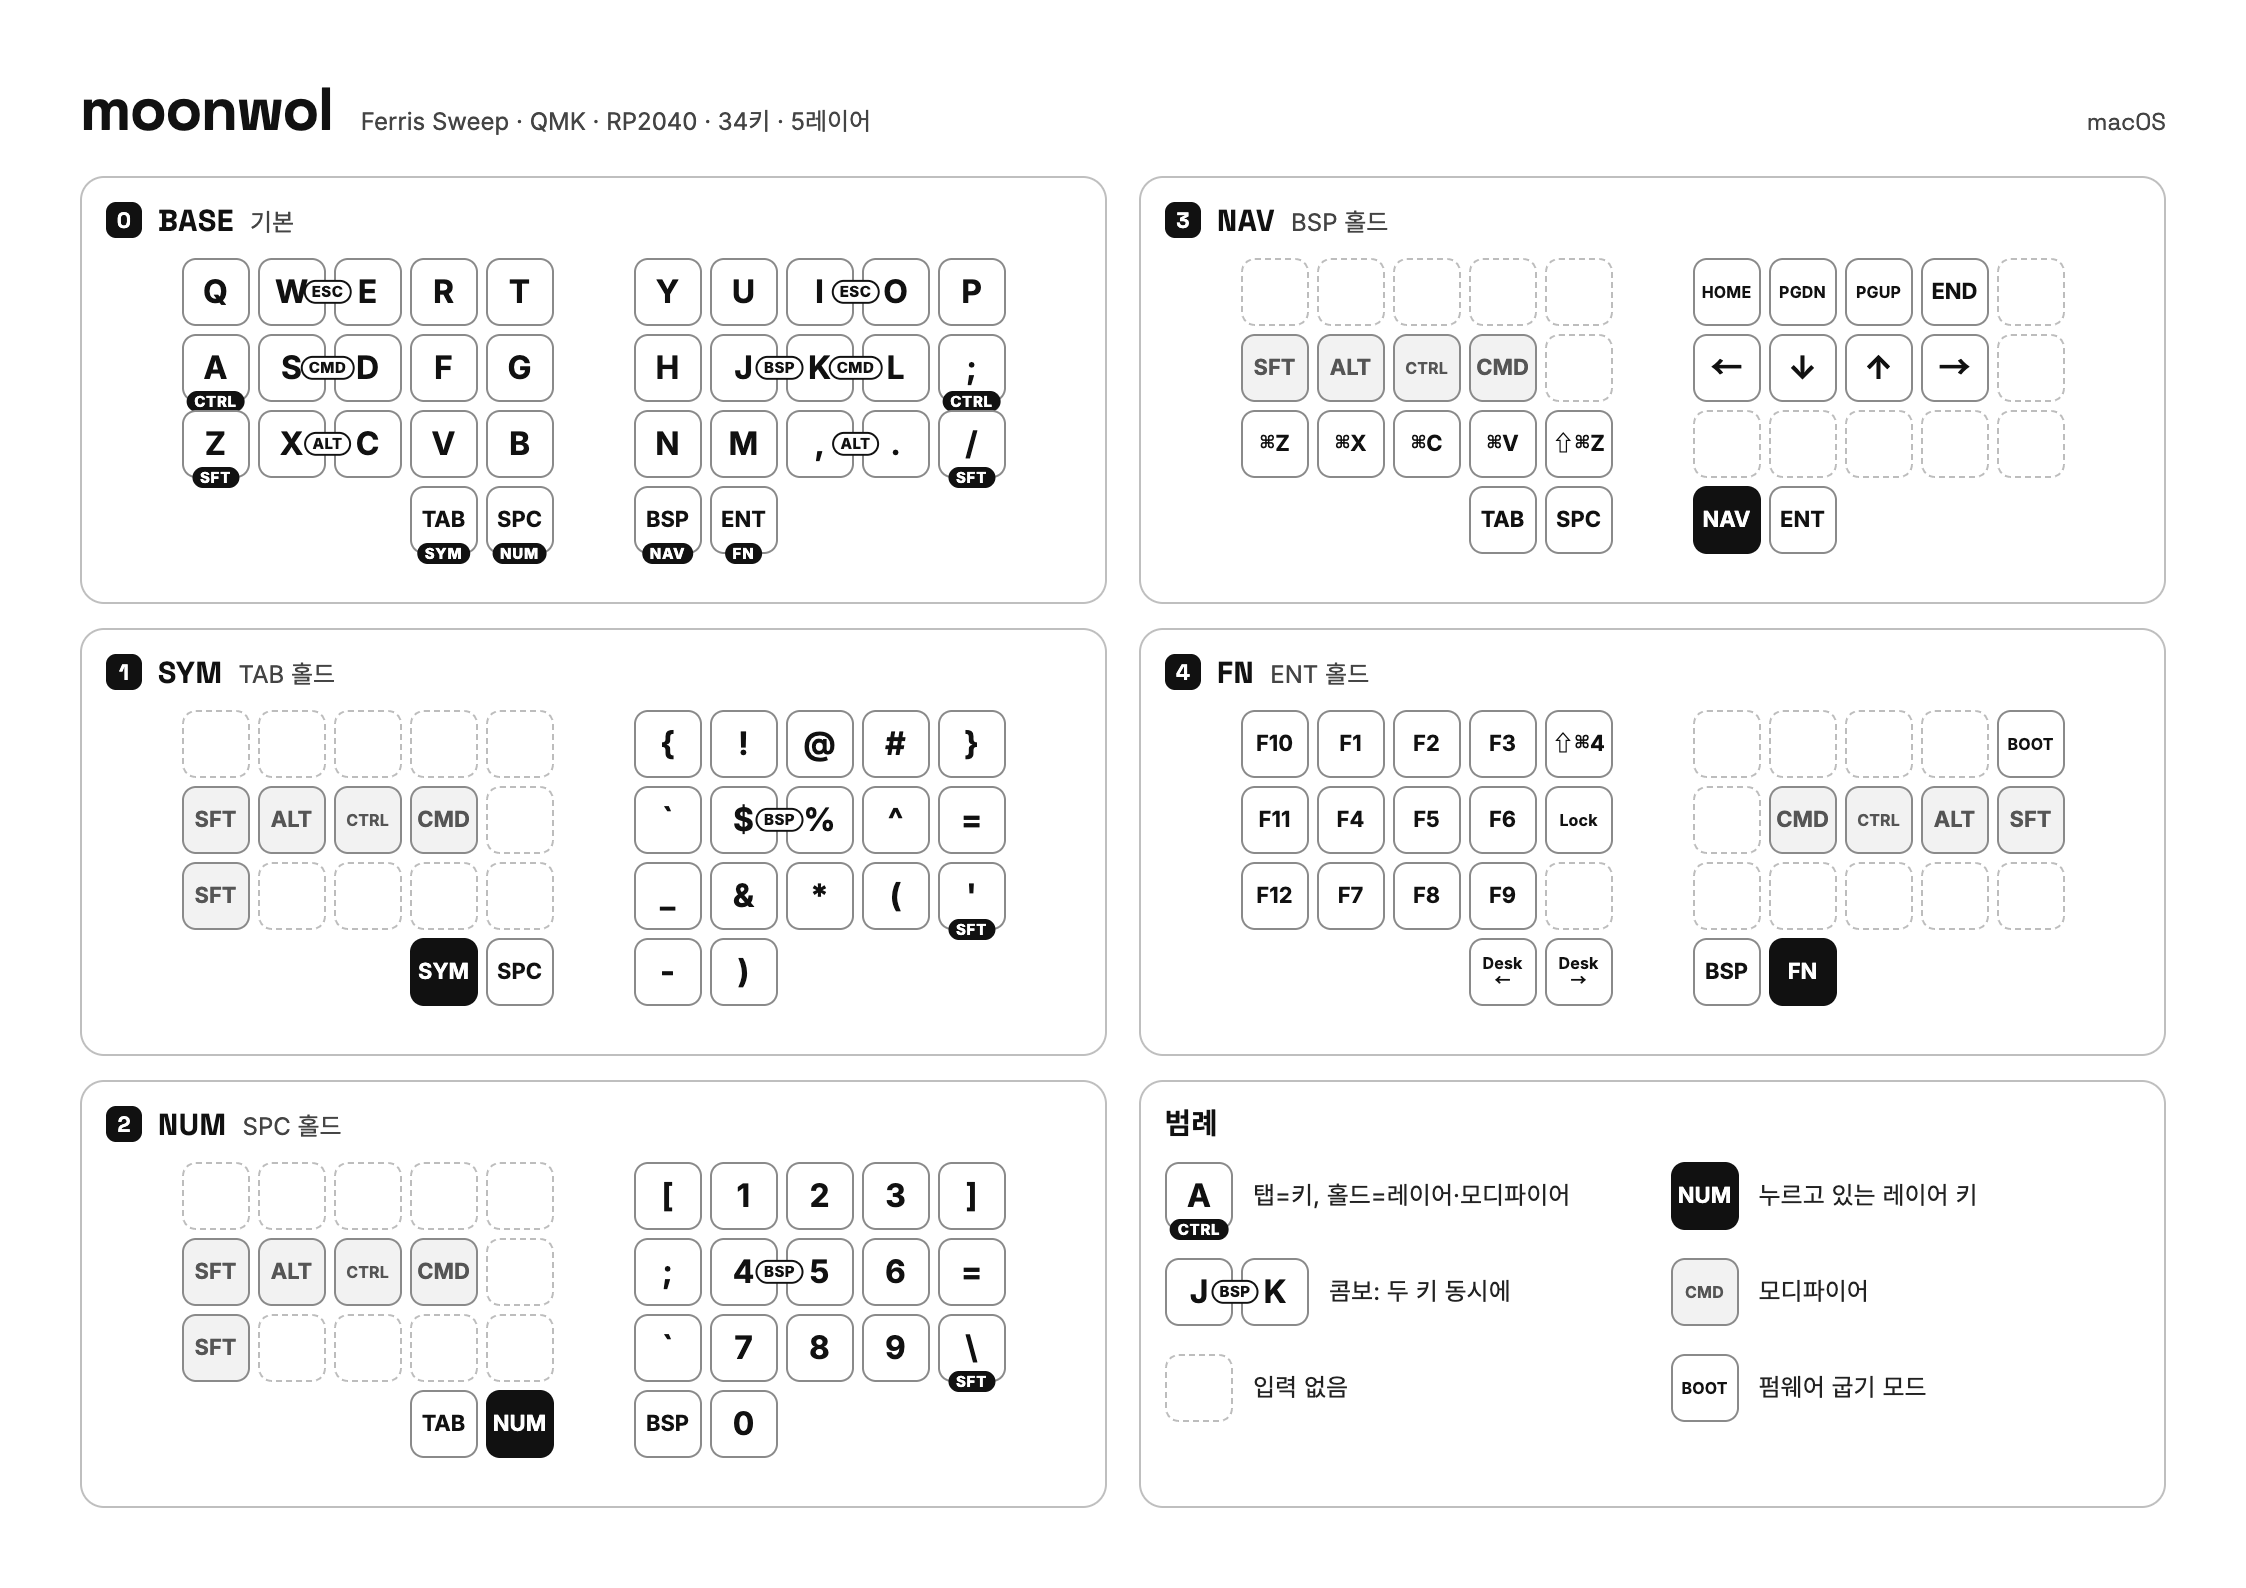 moonwol Ferris Sweep · QMK · RP2040 · 34키 · 5레이어 macOS
0 BASE 기본
Q W ESC E R T Y U I ESC O P
A S CMD D F G H J BSP K CMD L ;
CTRL CTRL
Z X ALT C V B N M , ALT . /
SFT SFT
TAB SPC BSP ENT
SYM NUM NAV FN
1 SYM TAB 홀드
{ ! @ # }
SFT ALT CTRL CMD ` $ BSP % ^ =
SFT _ & * ( '
SFT
SYM SPC - )
2 NUM SPC 홀드
[ 1 2 3 ]
SFT ALT CTRL CMD ; 4 BSP 5 6 =
SFT ` 7 8 9 \
SFT
TAB NUM BSP 0
3 NAV BSP 홀드
HOME PGDN PGUP END
SFT ALT CTRL CMD ← ↓ ↑ →
⌘Z ⌘X ⌘C ⌘V ⇧⌘Z
TAB SPC NAV ENT
4 FN ENT 홀드
F10 F1 F2 F3 ⇧⌘4 BOOT
F11 F4 F5 F6 Lock CMD CTRL ALT SFT
F12 F7 F8 F9
Desk ← Desk → BSP FN
범례
A CTRL 탭=키, 홀드=레이어·모디파이어
NUM 누르고 있는 레이어 키
J BSP K 콤보: 두 키 동시에
CMD 모디파이어
입력 없음
BOOT 펌웨어 굽기 모드